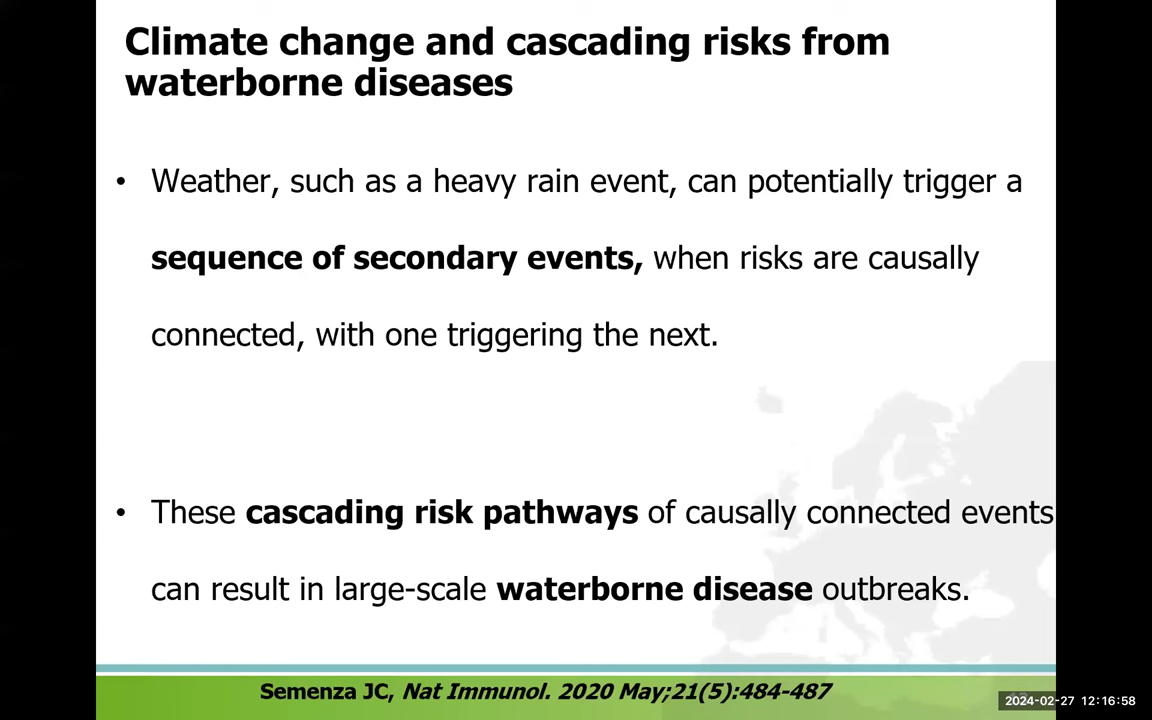 Climate change and cascading risks from
waterborne diseases
• Weather, such as a heavy rain event, can potentially trigger a
sequence of secondary events, when risks are causally
connected, with one triggering the next.
• These cascading risk pathways of causally connected events
can result in large-scale waterborne disease outbreaks.
Semenza JC, Nat Immunol. 2020 May;21(5):484-487
2024-02-27 12:16:58